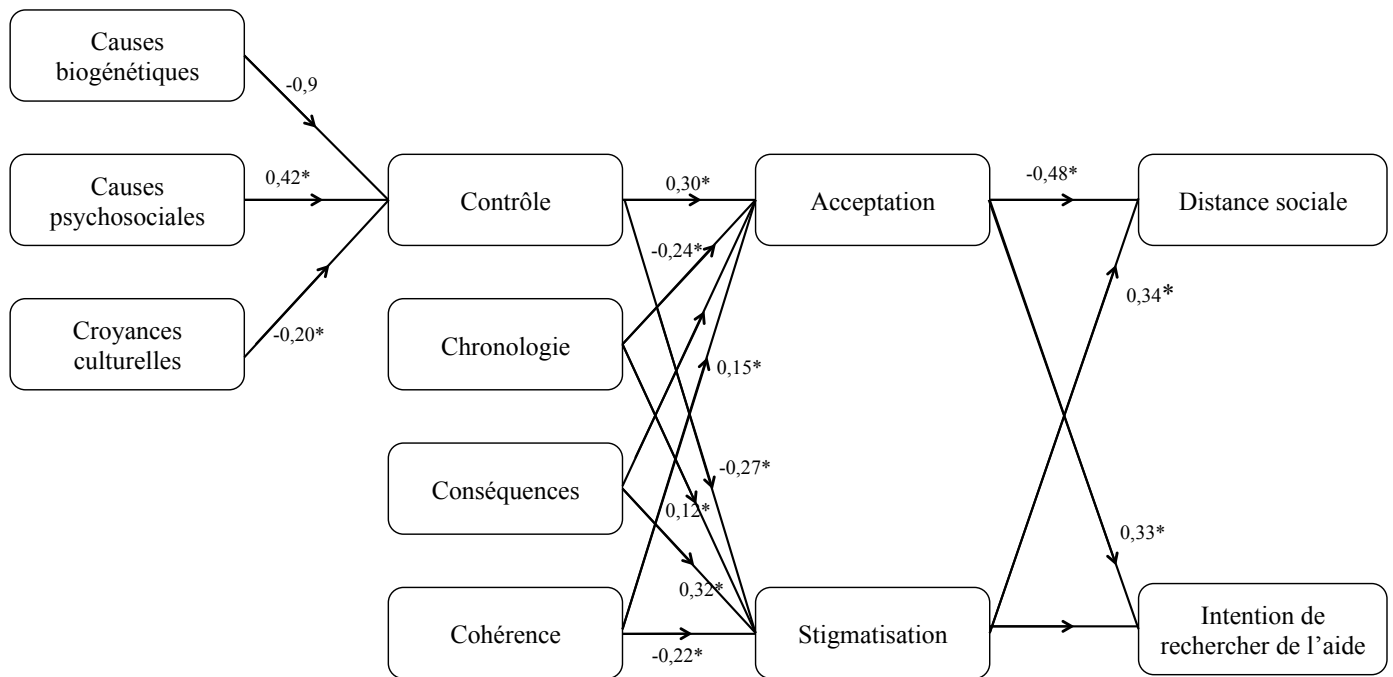 Causes
biogénétiques
-0,9
Causes
psychosociales
0,42*
Contrôle
0,30*
Acceptation
-0,48*
Distance sociale
-0,24*
Croyances
culturelles
-0,20*
Chronologie
0,15*
0,34*
Conséquences
-0,27*
0,12*
0,32*
0,33*
Cohérence
-0,22*
Stigmatisation
Intention de
rechercher de l’aide